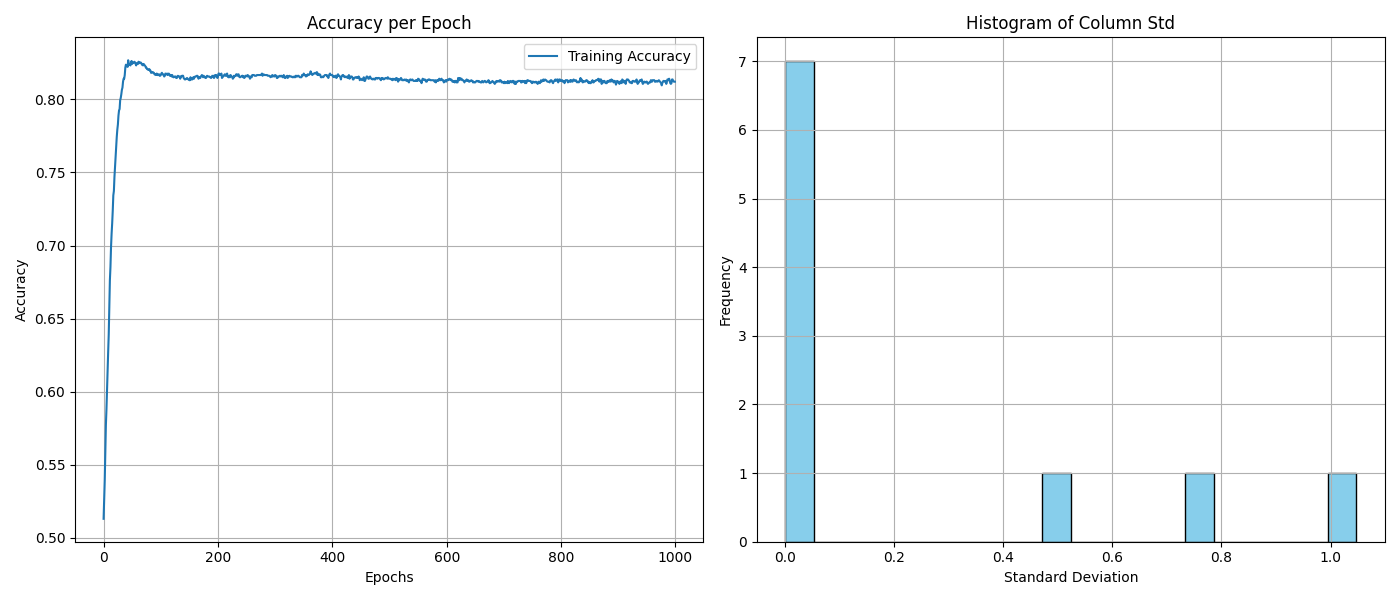 Accuracy per Epoch
Training Accuracy
0.80
0.75
0.70
0.65
0.60
0.55
0.50
Accuracy
0 200 400 600 800 1000
Epochs
Histogram of Column Std
7
6
5
4
3
2
1
0
Frequency
0.0 0.2 0.4 0.6 0.8 1.0
Standard Deviation